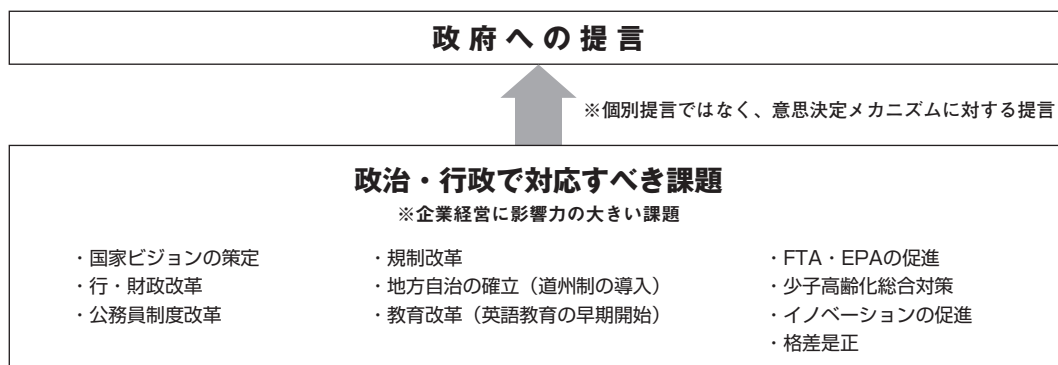 政府への提言
※個別提言ではなく、意思決定メカニズムに対する提言
政治・行政で対応すべき課題
※企業経営に影響力の大きい課題
・国家ビジョンの策定
・行・財政改革
・公務員制度改革
・規制改革
・地方自治の確立（道州制の導入）
・教育改革（英語教育の早期開始）
・FTA・EPAの促進
・少子高齢化総合対策
・イノベーションの促進
・格差是正